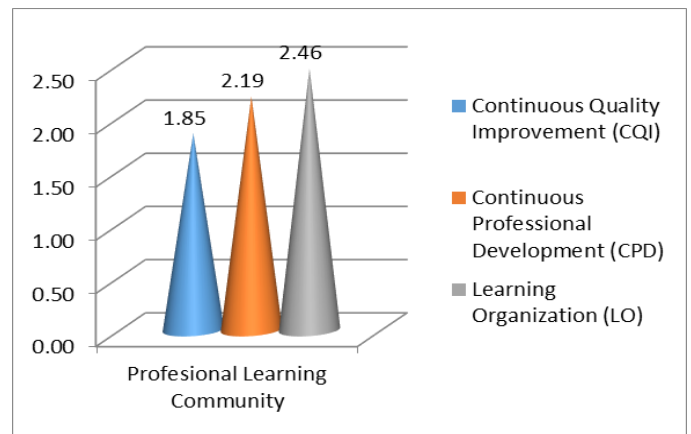 2.50
2.00
1.50
1.00
0.50
0.00
1.85
2.19
2.46
Profesional Learning
Community
Continuous Quality
Improvement (CQI)
Continuous
Professional
Development (CPD)
Learning
Organization (LO)